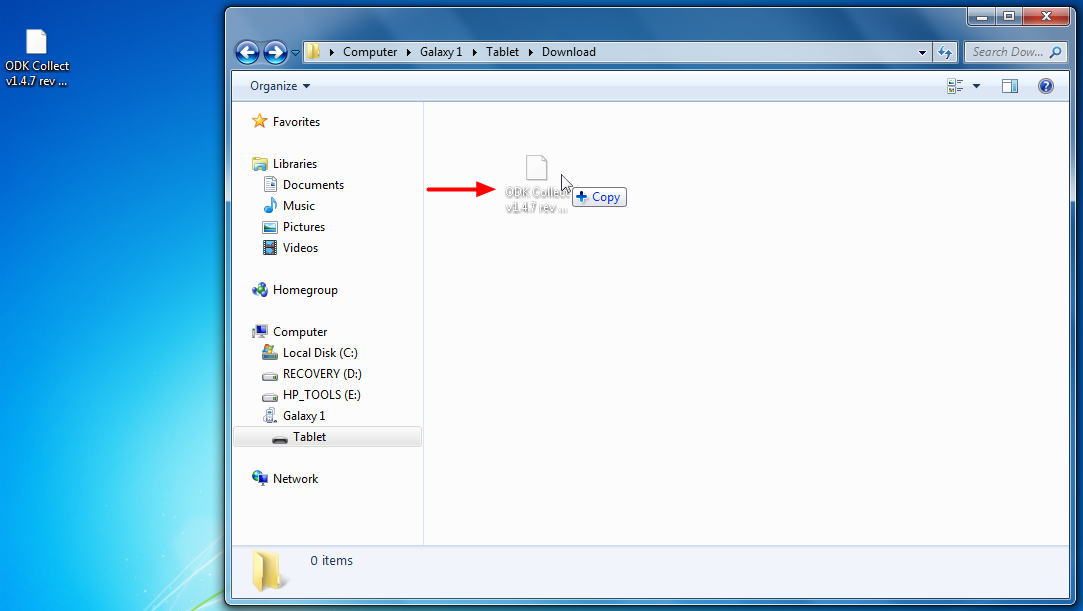 ODK Collect
v1.4.7 rev ...
Computer
Galaxy 1
Tablet
Download
Search Dow...
Organize
Favorites
Libraries
Documents
Music
Pictures
Videos
Homegroup
Computer
Local Disk (C:)
RECOVERY (D:)
HP_TOOLS (E:)
Galaxy 1
Tablet
Network
ODK Collect
v1.4.7 rev ...
Copy
0 items